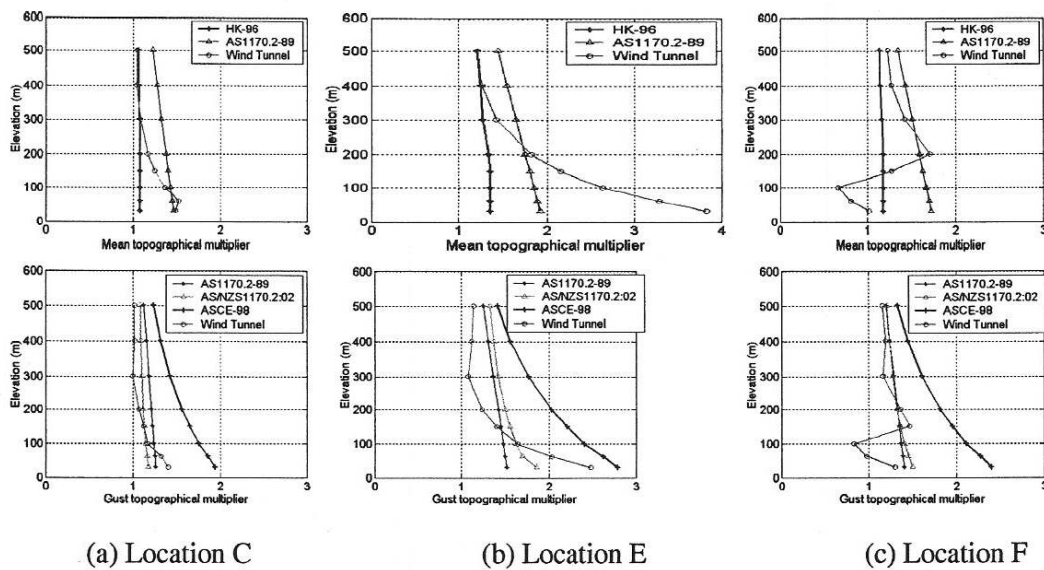 600
500
400
300
200
100
0
Elevation (m)
HK-96
AS1170.2-89
Wind Tunnel
0 1 2 3
Mean topographical multiplier
600
500
400
300
200
100
0
Elevation (m)
HK-96
AS1170.2-89
Wind Tunnel
0 1 2 3 4
Mean topographical multiplier
600
500
400
300
200
100
0
Elevation (m)
HK-96
AS1170.2-89
Wind Tunnel
0 1 2 3
Mean topographical multiplier
600
500
400
300
200
100
0
Elevation (m)
AS1170.2-89
AS/NZS1170.2:02
ASCE-98
Wind Tunnel
0 1 2 3
Gust topographical multiplier
600
500
400
300
200
100
0
Elevation (m)
AS1170.2-89
AS/NZS1170.2:02
ASCE-98
Wind Tunnel
0 1 2 3
Gust topographical multiplier
600
500
400
300
200
100
0
Elevation (m)
AS1170.2-89
AS/NZS1170.2:02
ASCE-98
Wind Tunnel
0 1 2 3
Gust topographical multiplier
(a) Location C
(b) Location E
(c) Location F